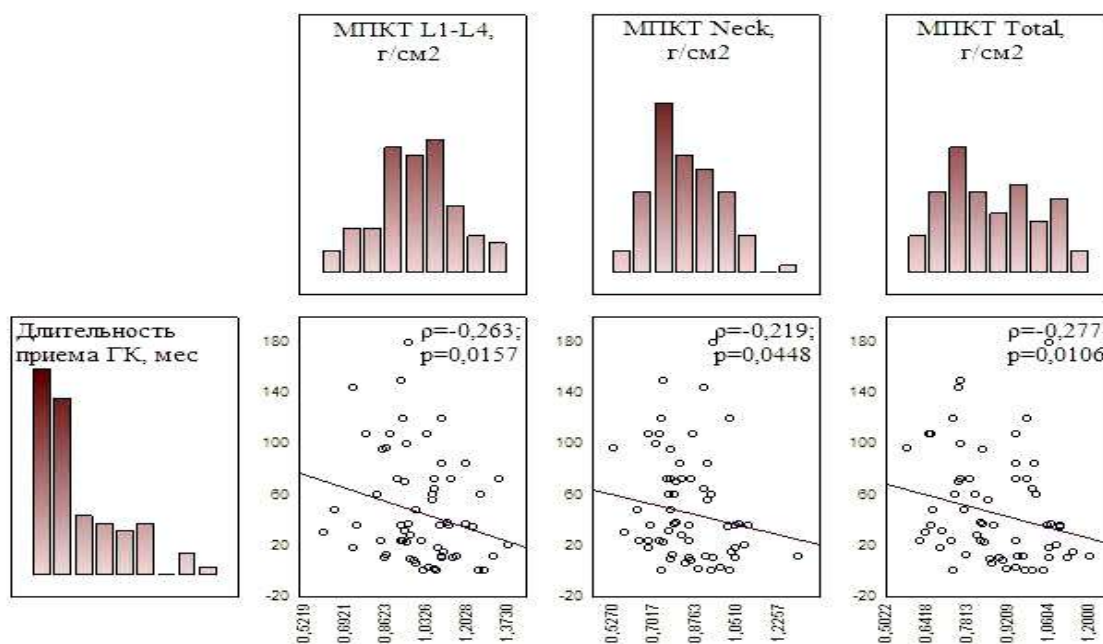 МПКТ L1-L4,
г/см2
МПКТ Neck,
г/см2
МПКТ Total,
г/см2
Длительность
приема ГК, мес
ρ=-0,263;
p=0,0157
180
140
100
60
20
-20
ρ=-0,219;
p=0,0448
180
140
100
60
20
-20
ρ=-0,277
p=0,0106
180
140
100
60
20
-20
0,5219
0,6921
0,8623
1,0326
1,2028
1,3730
0,5270
0,7017
0,8763
1,0510
1,2257
0,5022
0,6418
0,7813
0,9209
1,0604
1,2000